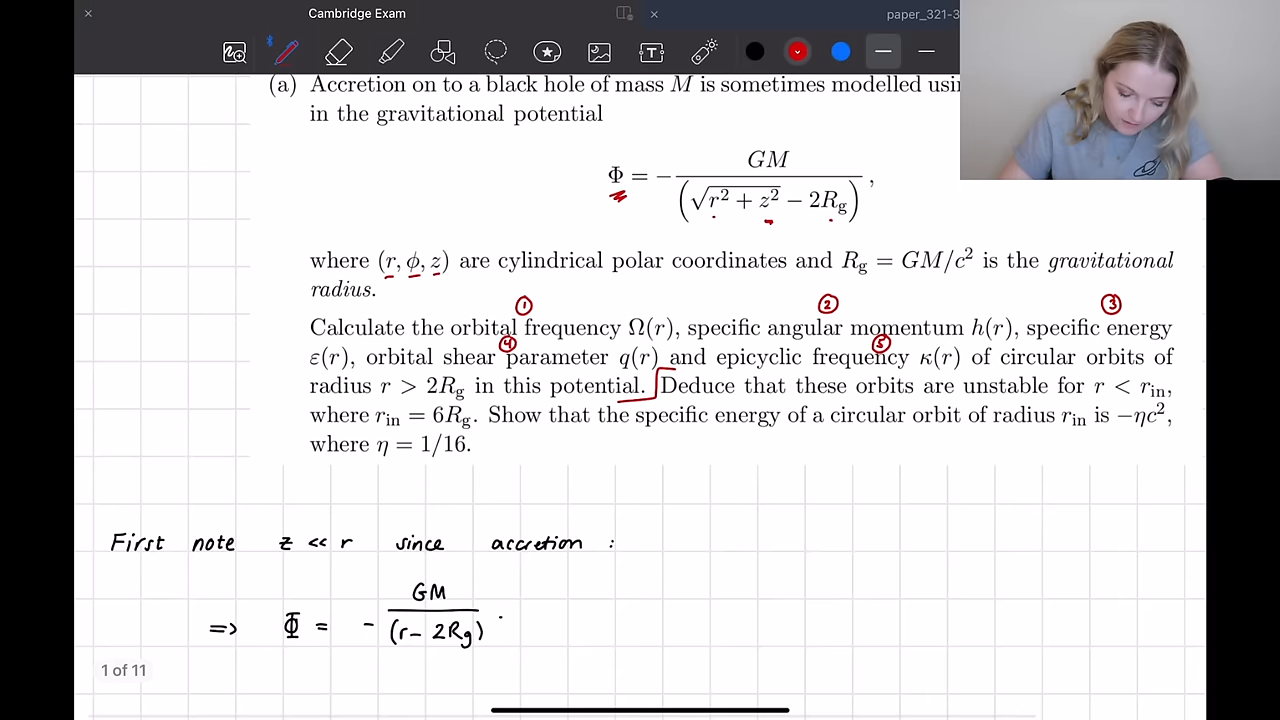 Cambridge Exam
paper_321-3
(a) Accretion on to a black hole of mass M is sometimes modelled
in the gravitational potential
Φ = − GM / (√(r² + z²) − 2R_g) ,
where (r, ϕ, z) are cylindrical polar coordinates and R_g = GM/c² is the gravitational
radius.
① ② ③
Calculate the orbital frequency Ω(r), specific angular momentum h(r), specific energy
④ ⑤
ε(r), orbital shear parameter q(r) and epicyclic frequency κ(r) of circular orbits of
radius r > 2R_g in this potential. Deduce that these orbits are unstable for r < r_in,
where r_in = 6R_g. Show that the specific energy of a circular orbit of radius r_in is −ηc²,
where η = 1/16.
First note z << r since accretion :
=> Φ = - GM / (r - 2Rg)
1 of 11